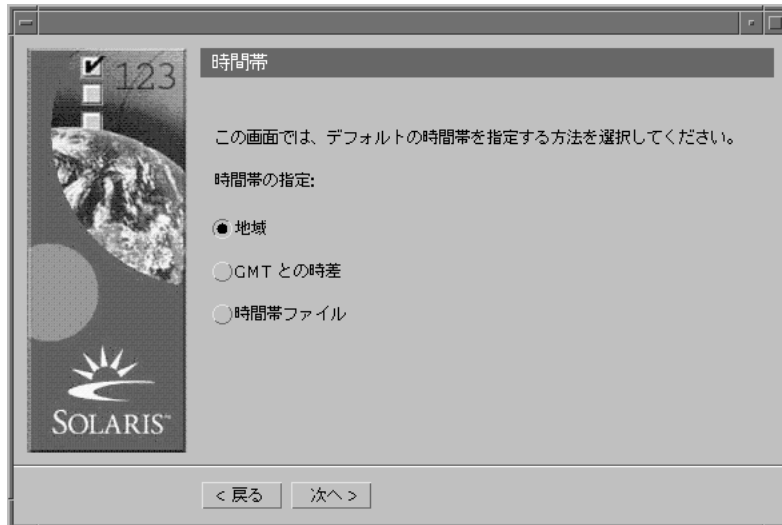 時間帯
123
この画面では、デフォルトの時間帯を指定する方法を選択してください。
時間帯の指定:
地域
GMT との時差
時間帯ファイル
SOLARIS™
< 戻る
次へ >